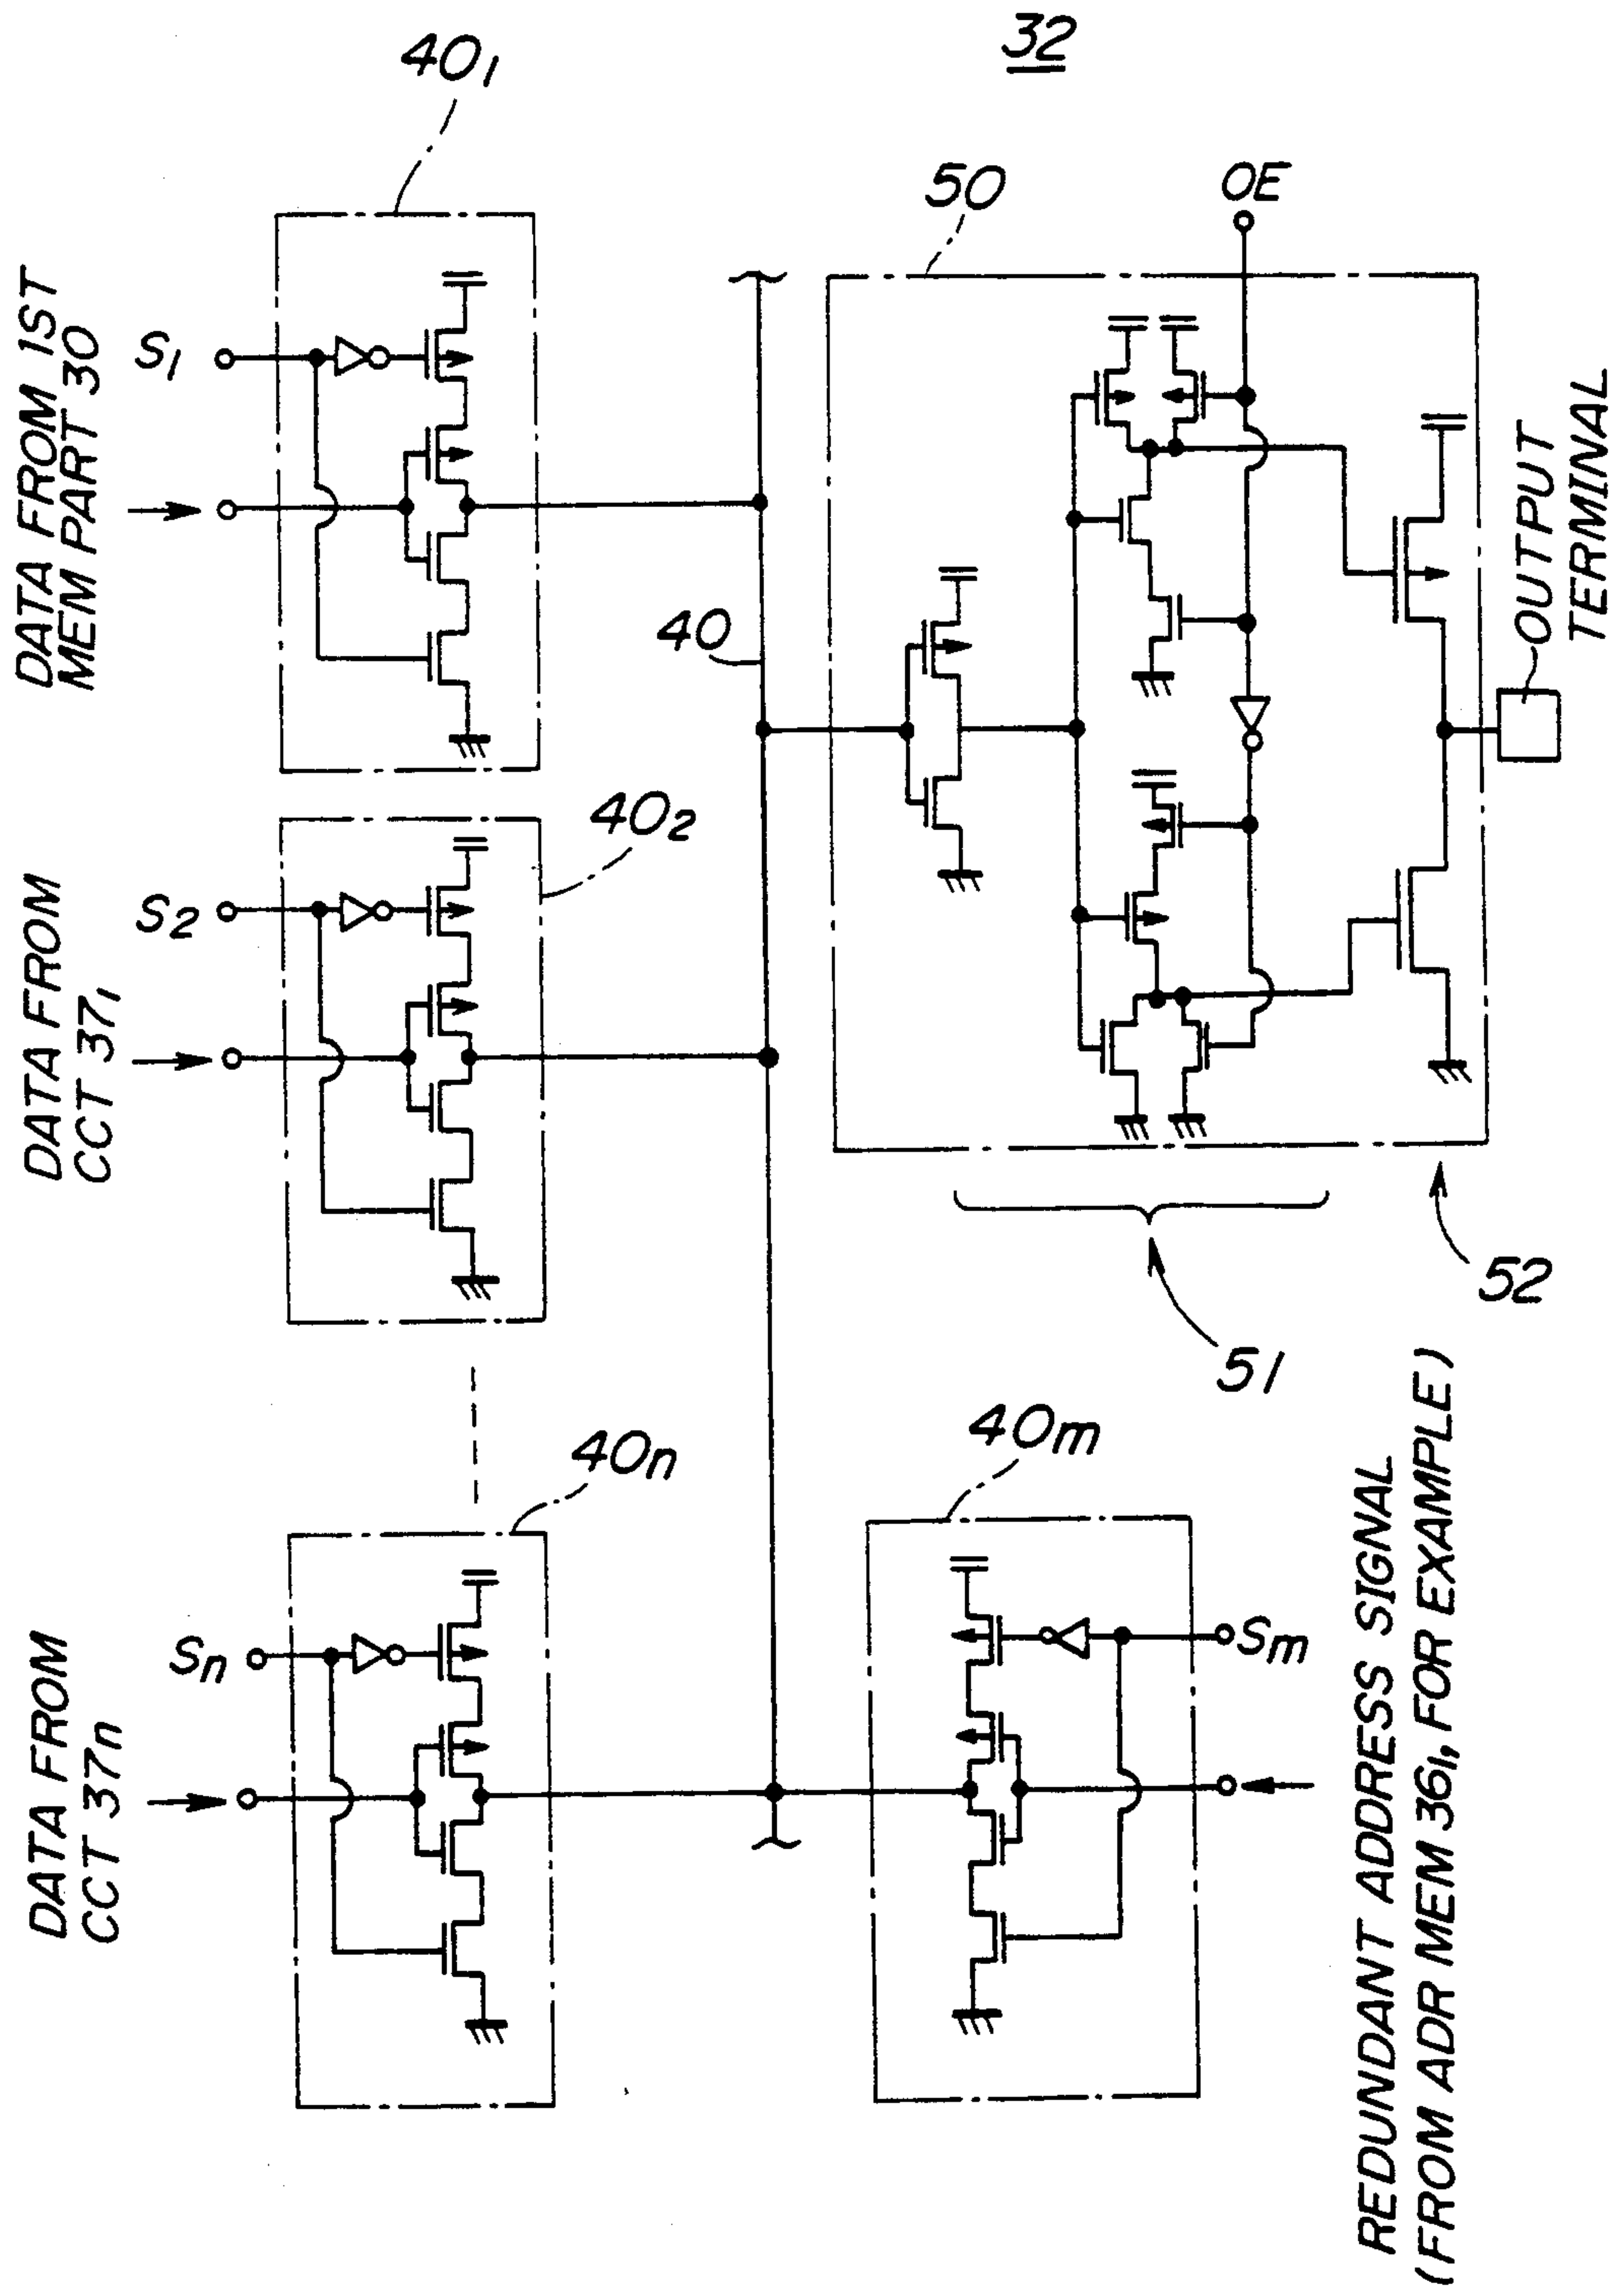 32
DATA FROM 1ST
MEM PART 30
S1
401
DATA FROM
CCT 371
S2
402
DATA FROM
CCT 37n
Sn
40n
40
50
OE
OUTPUT
TERMINAL
51
52
40m
Sm
REDUNDANT ADDRESS SIGNAL
(FROM ADR MEM 361, FOR EXAMPLE)